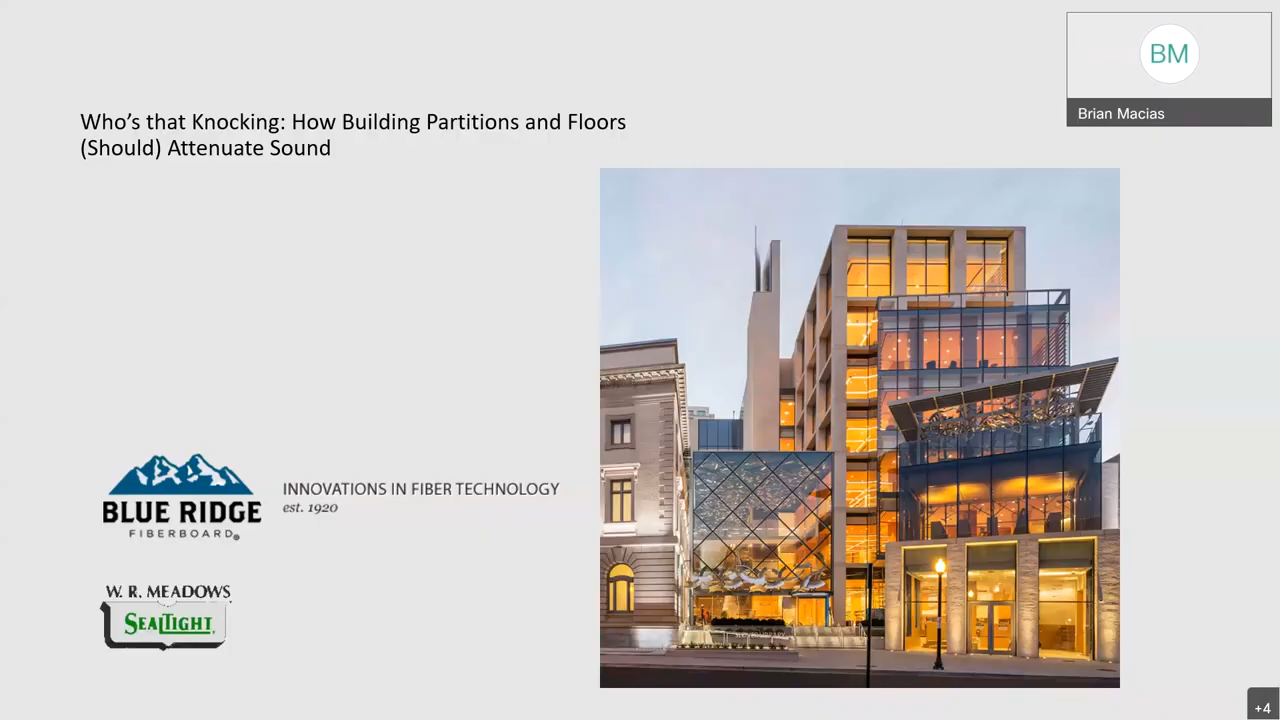 Who's that Knocking: How Building Partitions and Floors
(Should) Attenuate Sound
BM
Brian Macias
BLUE RIDGE
FIBERBOARD®
INNOVATIONS IN FIBER TECHNOLOGY
est. 1920
W. R. MEADOWS
SEALTIGHT
+4